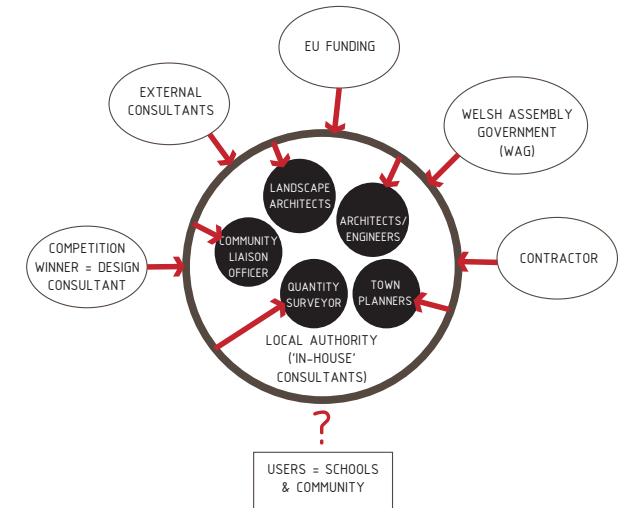 EU FUNDING
EXTERNAL
CONSULTANTS
WELSH ASSEMBLY
GOVERNMENT
(WAG)
LANDSCAPE
ARCHITECTS
ARCHITECTS/
ENGINEERS
COMMUNITY
LIAISON
OFFICER
COMPETITION
WINNER = DESIGN
CONSULTANT
CONTRACTOR
QUANTITY
SURVEYOR
TOWN
PLANNERS
LOCAL AUTHORITY
('IN-HOUSE'
CONSULTANTS)
?
USERS = SCHOOLS
& COMMUNITY